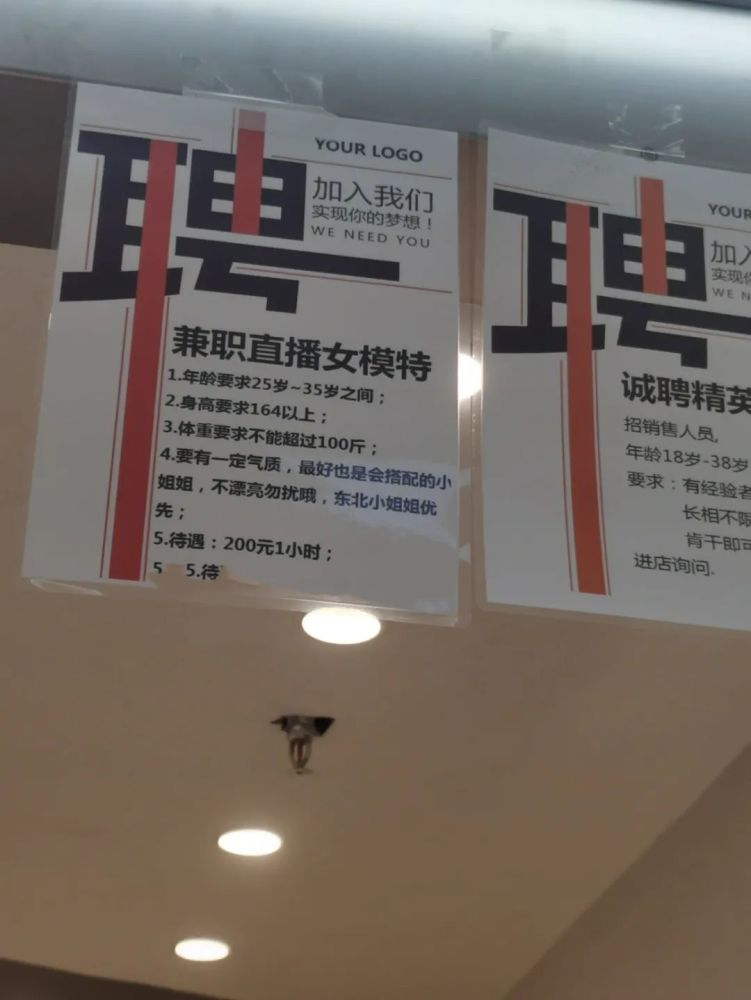 聘
YOUR LOGO
加入我们
实现你的梦想！
WE NEED YOU
兼职直播女模特
1.年龄要求25岁~35岁之间；
2.身高要求164以上；
3.体重要求不能超过100斤；
4.要有一定气质，最好也是会搭配的小
姐姐，不漂亮勿扰哦，东北小姐姐优
先；
5.待遇：200元1小时；
5 5.待
聘
YOUR
加入
实现你
WE N
诚聘精英
招销售人员,
年龄18岁-38岁
要求：有经验者
长相不限
肯干即可
进店询问.